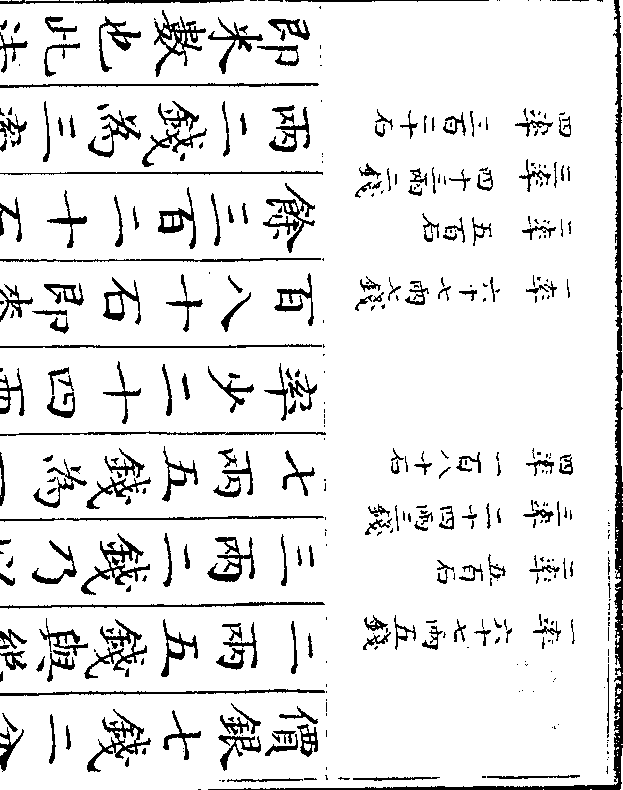 一率 六十七兩五錢
二率 五百石
三率 二十四兩三錢
四率 一百八十石
一率 六十七兩錢
二率 五百石
三率 四十三兩二錢
四率 三百二十石
價銀七錢二分
二兩五錢與總
三兩二錢乃以
七兩五錢為
率少二十四兩
百八十石即
餘三百二十石
兩二錢為三率
即米數也此法